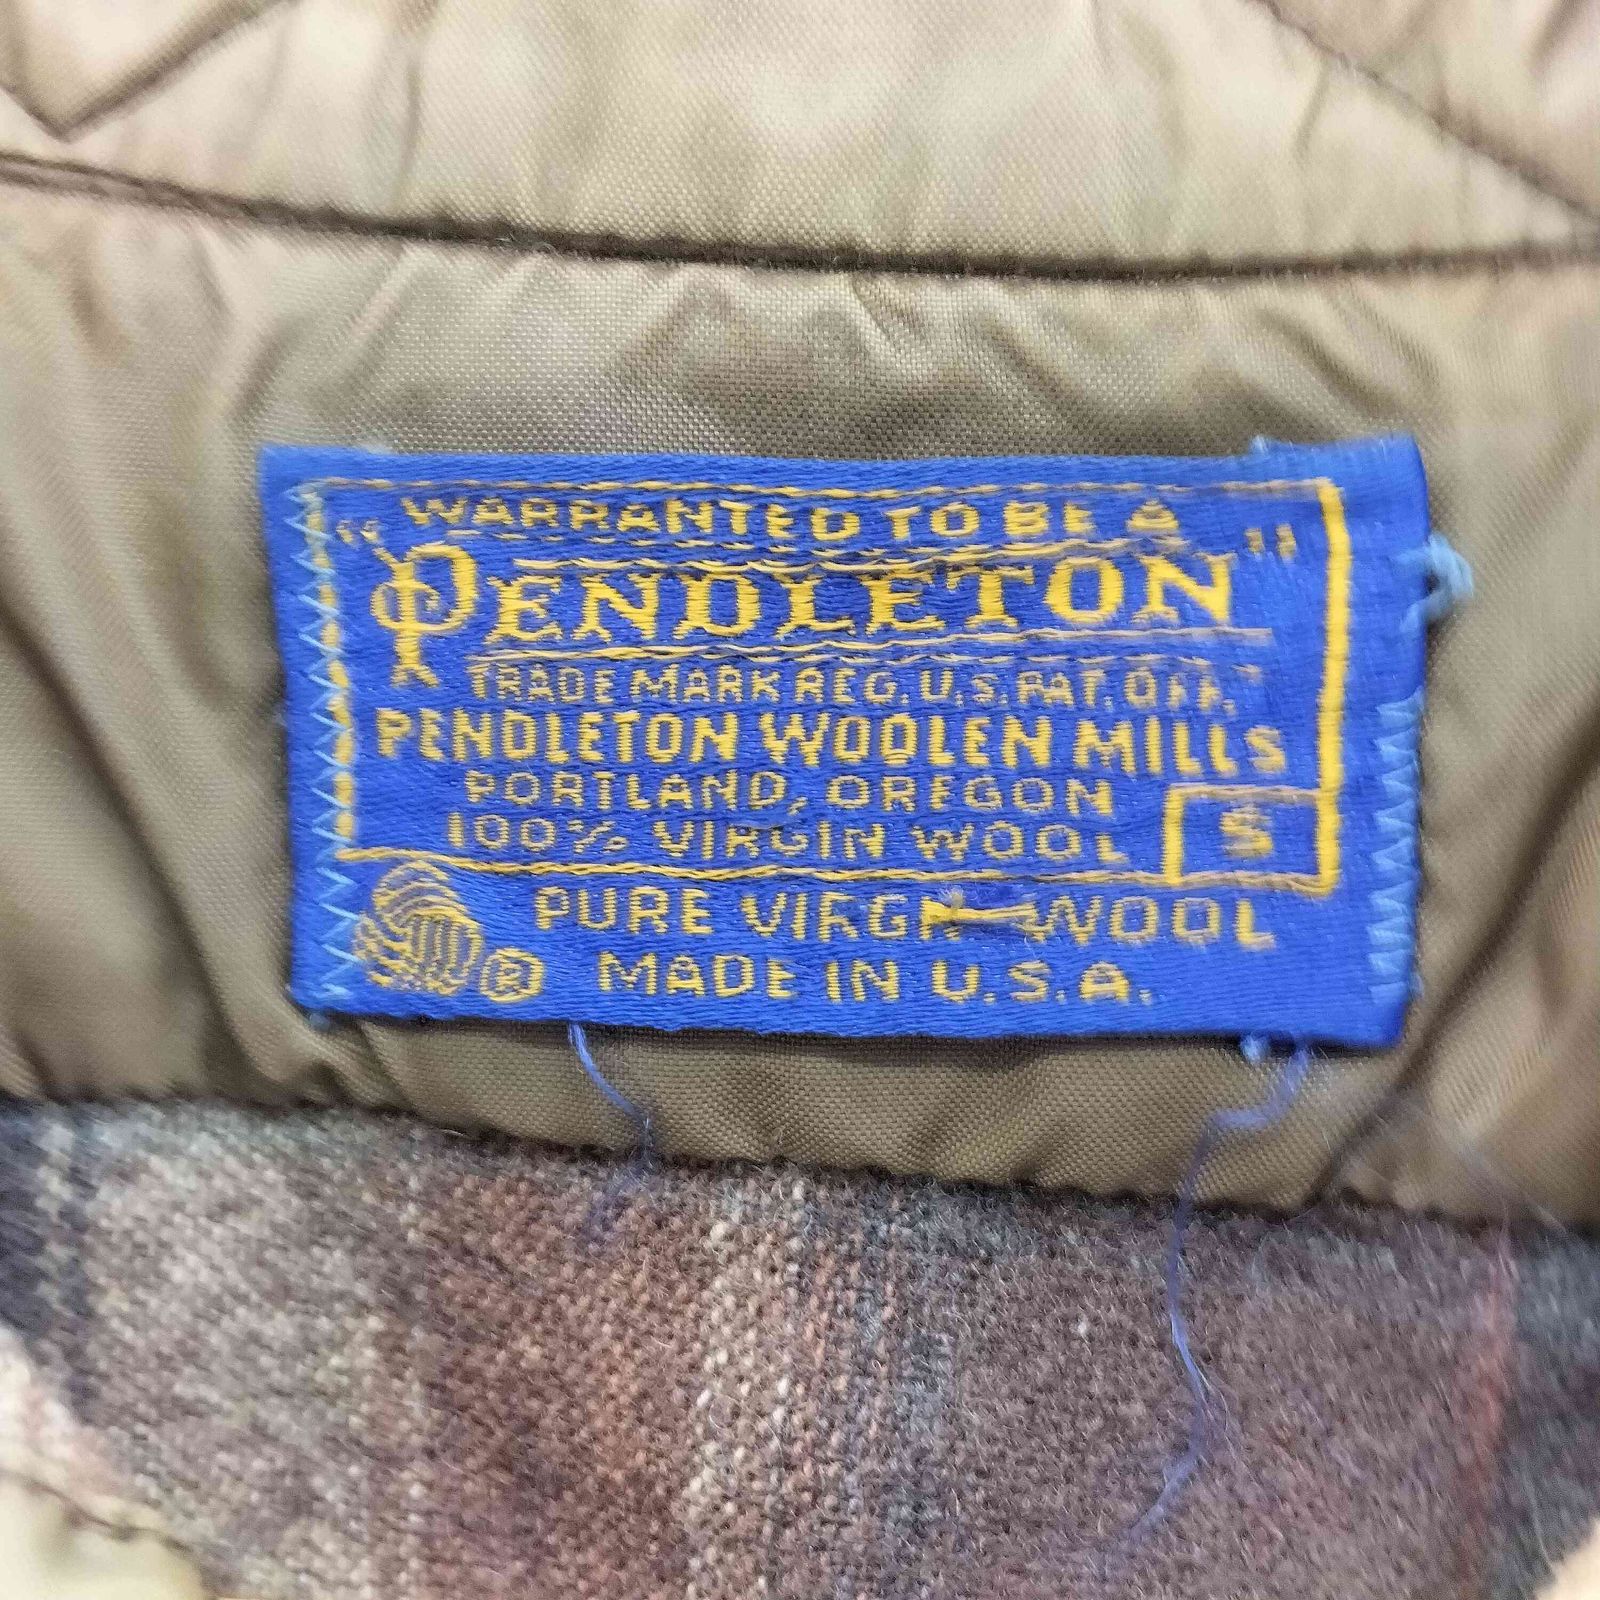 WARRANTED TO BE A
"PENDLETON"
TRADE MARK REG. U.S. PAT. OFF.
PENDLETON WOOLEN MILLS
PORTLAND, OREGON
100% VIRGIN WOOL
S
PURE VIRGIN WOOL
® MADE IN U.S.A.